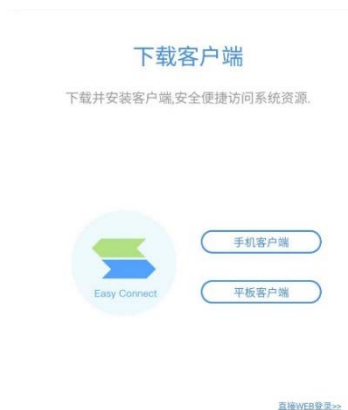 下载客户端
下载并安装客户端,安全便捷访问系统资源.
手机客户端
Easy Connect
平板客户端
直接WEB登录>>